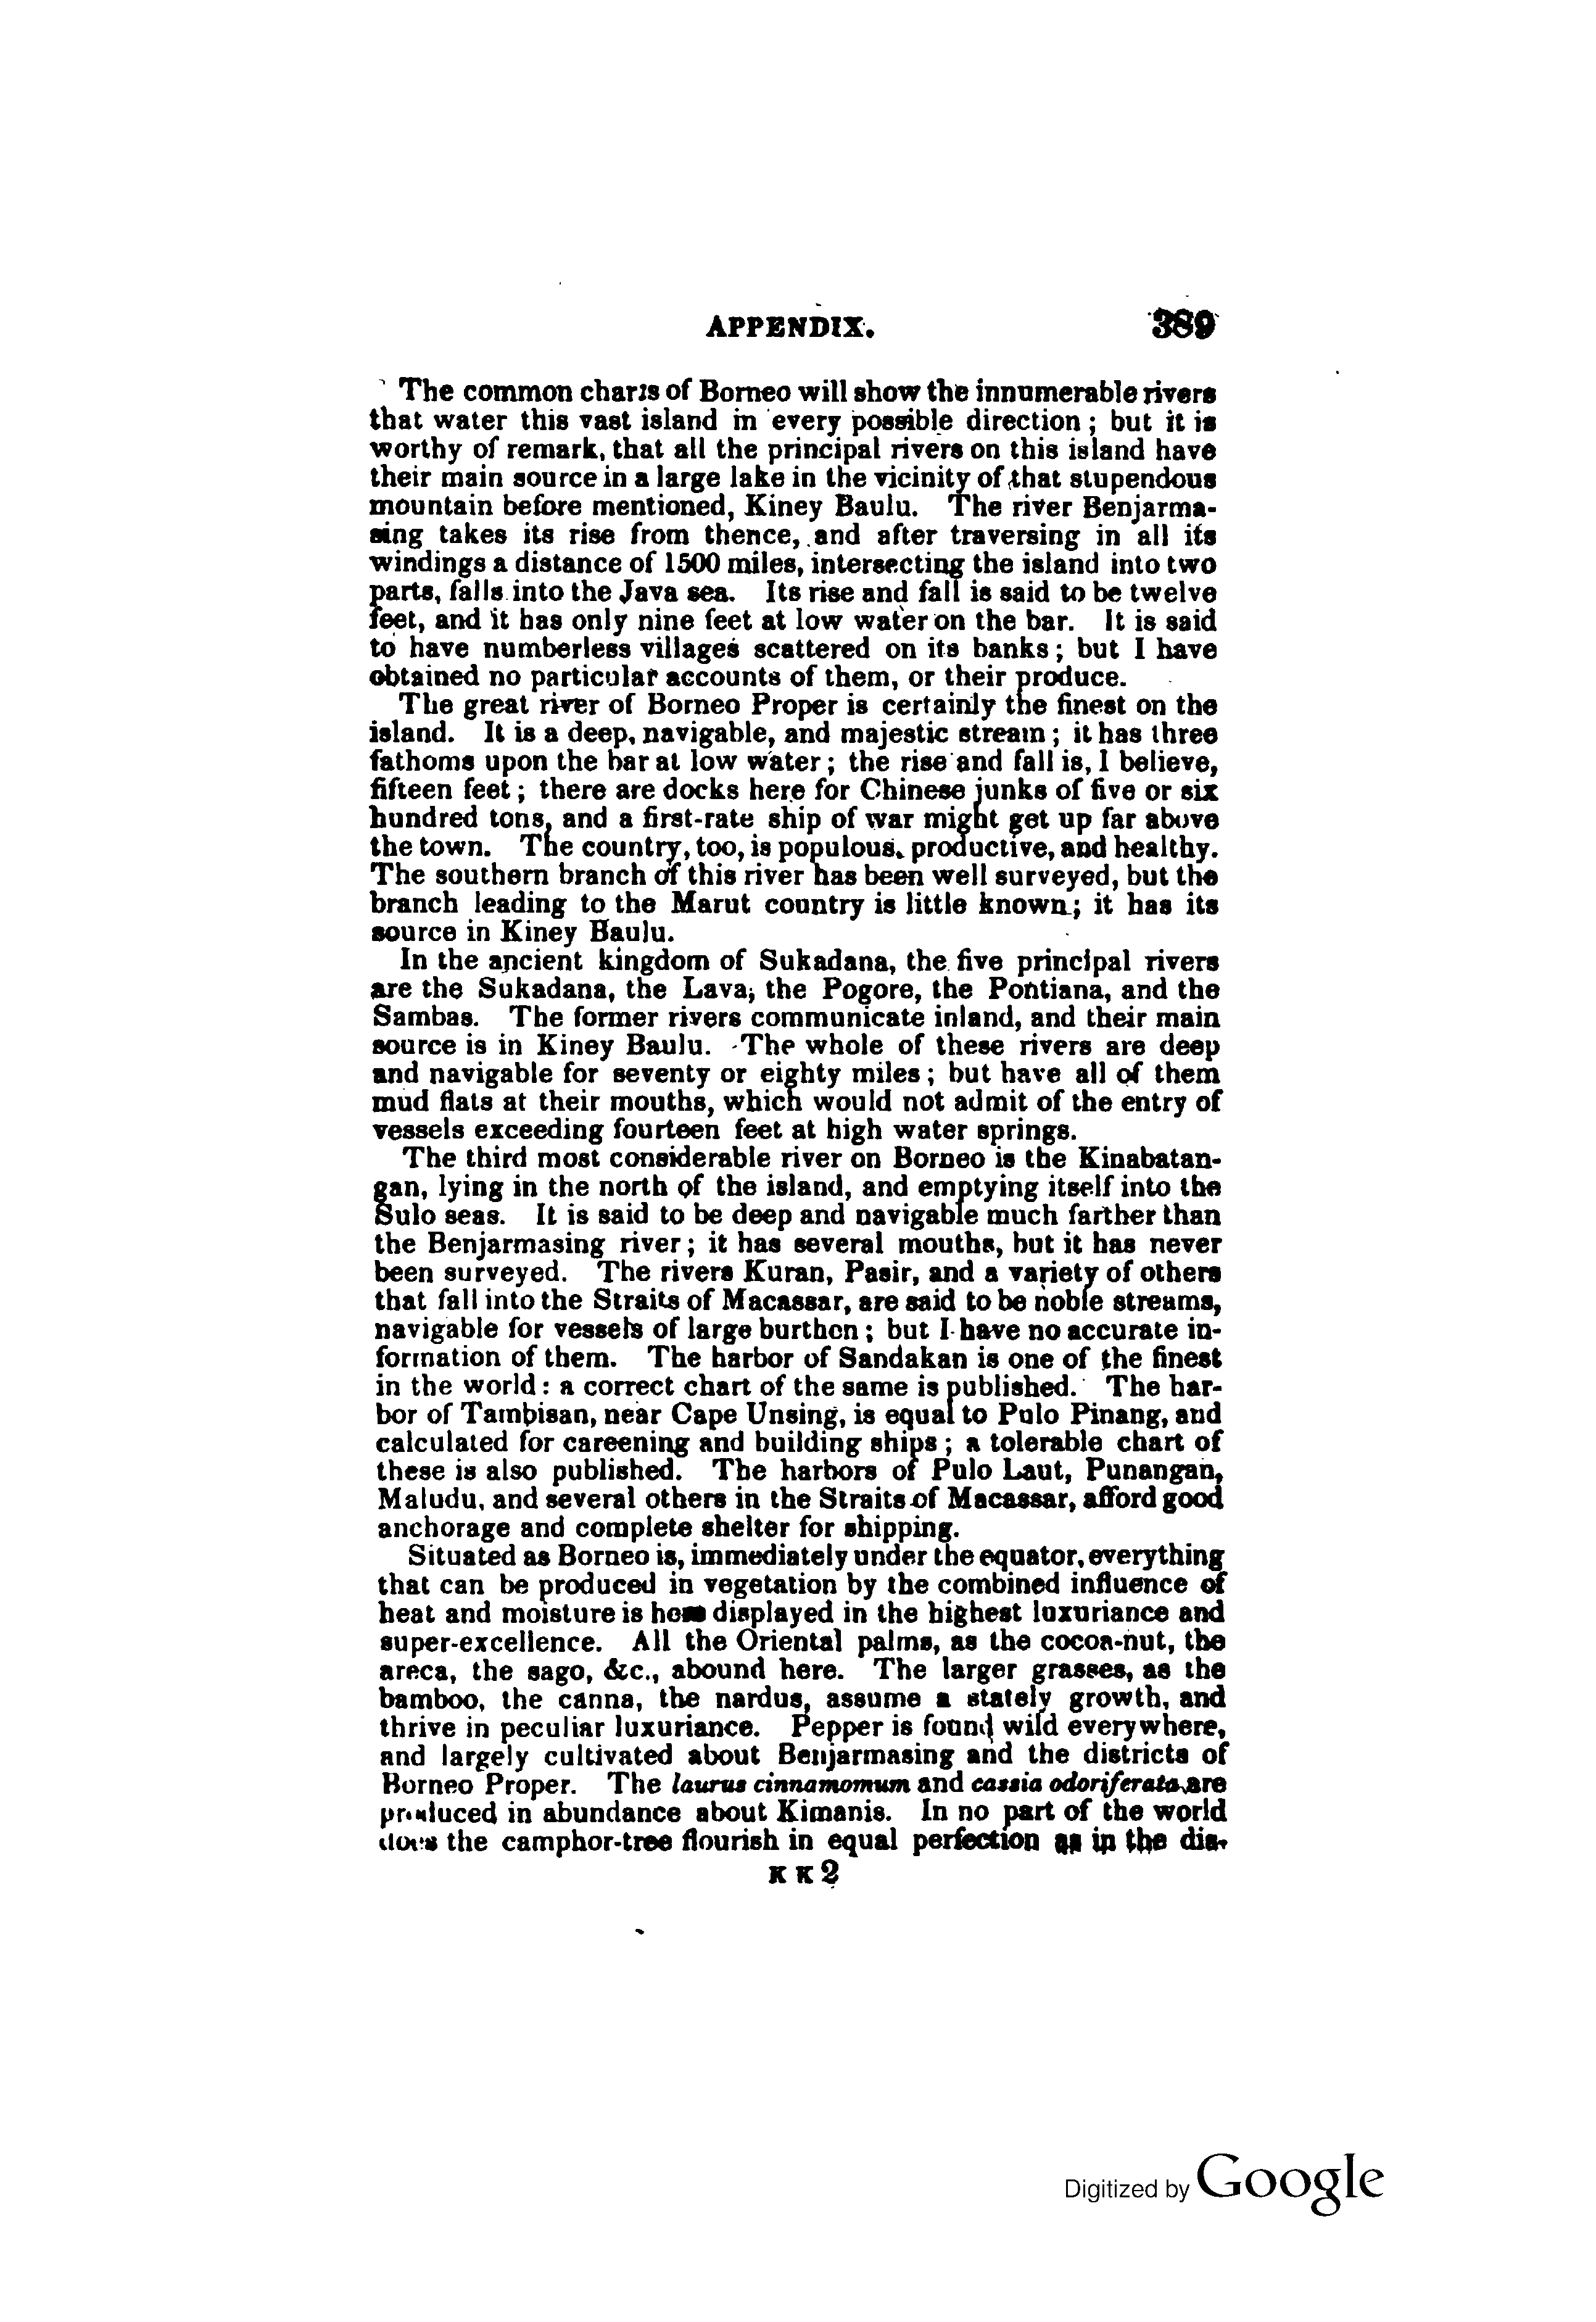 APPENDIX. 389
The common charts of Borneo will show the innumerable rivers
that water this vast island in every possible direction; but it is
worthy of remark, that all the principal rivers on this island have
their main source in a large lake in the vicinity of that stupendous
mountain before mentioned, Kiney Baulu. The river Benjarma-
sing takes its rise from thence, and after traversing in all its
windings a distance of 1500 miles, intersecting the island into two
parts, falls into the Java sea. Its rise and fall is said to be twelve
feet, and it has only nine feet at low water on the bar. It is said
to have numberless villages scattered on its banks; but I have
obtained no particular accounts of them, or their produce.
The great river of Borneo Proper is certainly the finest on the
island. It is a deep, navigable, and majestic stream; it has three
fathoms upon the bar at low water; the rise and fall is, I believe,
fifteen feet; there are docks here for Chinese junks of five or six
hundred tons, and a first-rate ship of war might get up far above
the town. The country, too, is populous, productive, and healthy.
The southern branch of this river has been well surveyed, but the
branch leading to the Marut country is little known; it has its
source in Kiney Baulu.
In the ancient kingdom of Sukadana, the five principal rivers
are the Sukadana, the Lava, the Pogore, the Pontiana, and the
Sambas. The former rivers communicate inland, and their main
source is in Kiney Baulu. The whole of these rivers are deep
and navigable for seventy or eighty miles; but have all of them
mud flats at their mouths, which would not admit of the entry of
vessels exceeding fourteen feet at high water springs.
The third most considerable river on Borneo is the Kinabatan-
gan, lying in the north of the island, and emptying itself into the
Sulo seas. It is said to be deep and navigable much farther than
the Benjarmasing river; it has several mouths, but it has never
been surveyed. The rivers Kuran, Pasir, and a variety of others
that fall into the Straits of Macassar, are said to be noble streams,
navigable for vessels of large burthen; but I have no accurate in-
formation of them. The harbor of Sandakan is one of the finest
in the world: a correct chart of the same is published. The har-
bor of Tambisan, near Cape Unsing, is equal to Pulo Pinang, and
calculated for careening and building ships; a tolerable chart of
these is also published. The harbors of Pulo Laut, Punangan,
Maludu, and several others in the Straits of Macassar, afford good
anchorage and complete shelter for shipping.
Situated as Borneo is, immediately under the equator, everything
that can be produced in vegetation by the combined influence of
heat and moisture is here displayed in the highest luxuriance and
super-excellence. All the Oriental palms, as the cocoa-nut, the
areca, the sago, &c., abound here. The larger grasses, as the
bamboo, the canna, the nardus, assume a stately growth, and
thrive in peculiar luxuriance. Pepper is found wild everywhere,
and largely cultivated about Benjarmasing and the districts of
Borneo Proper. The laurus cinnamomum and cassia odoriferata are
produced in abundance about Kimanis. In no part of the world
does the camphor-tree flourish in equal perfection as in the dis-
K K 2
Digitized by Google